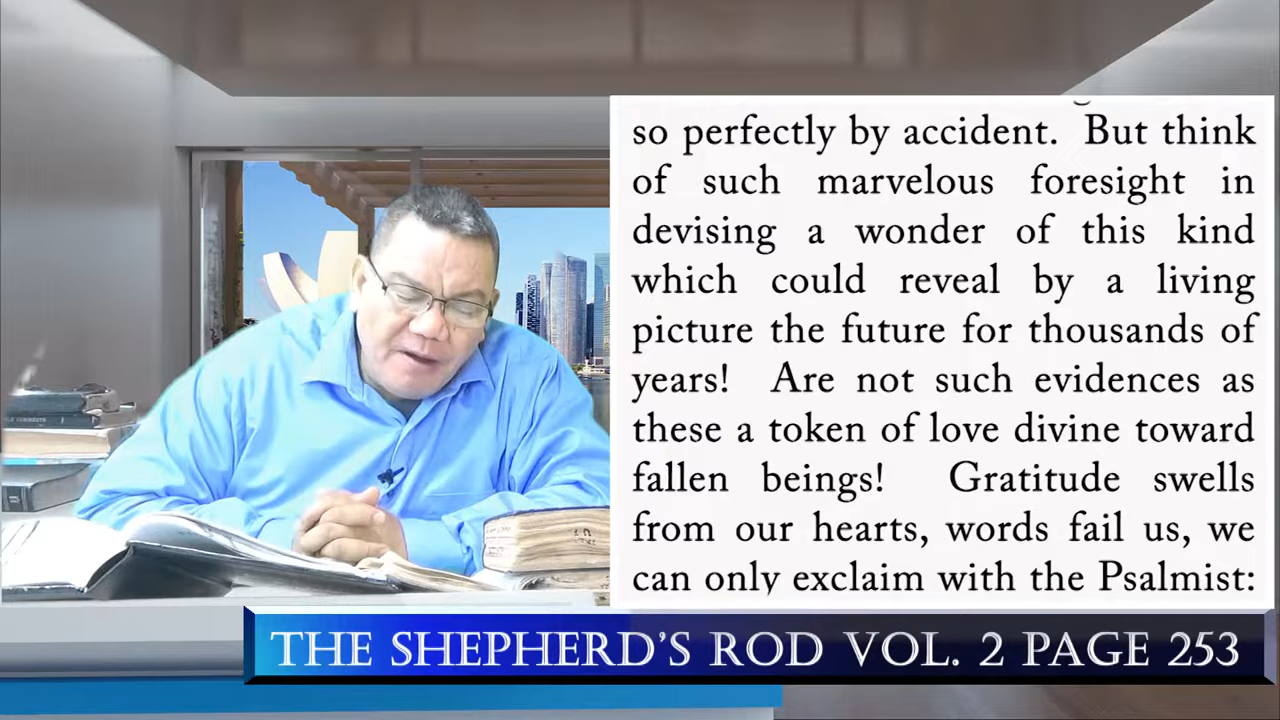 so perfectly by accident. But think
of such marvelous foresight in
devising a wonder of this kind
which could reveal by a living
picture the future for thousands of
years! Are not such evidences as
these a token of love divine toward
fallen beings! Gratitude swells
from our hearts, words fail us, we
can only exclaim with the Psalmist:
THE SHEPHERD'S ROD VOL. 2 PAGE 253